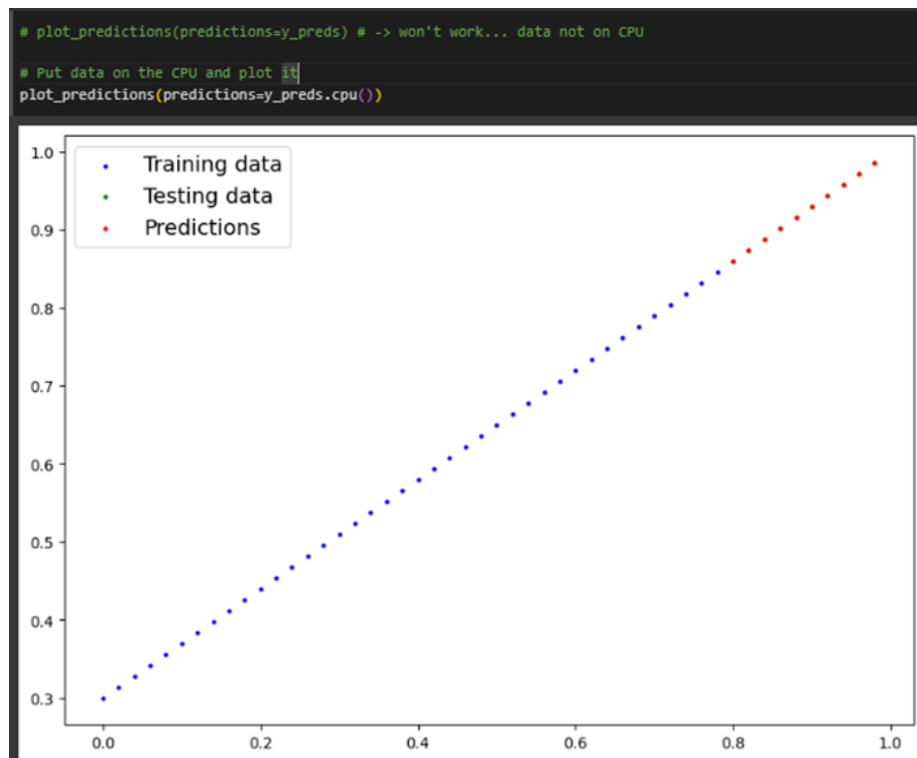 # plot_predictions(predictions=y_preds) # -> won't work... data not on CPU
# Put data on the CPU and plot it
plot_predictions(predictions=y_preds.cpu())
1.0
Training data
Testing data
Predictions
0.9
0.8
0.7
0.6
0.5
0.4
0.3
0.0 0.2 0.4 0.6 0.8 1.0